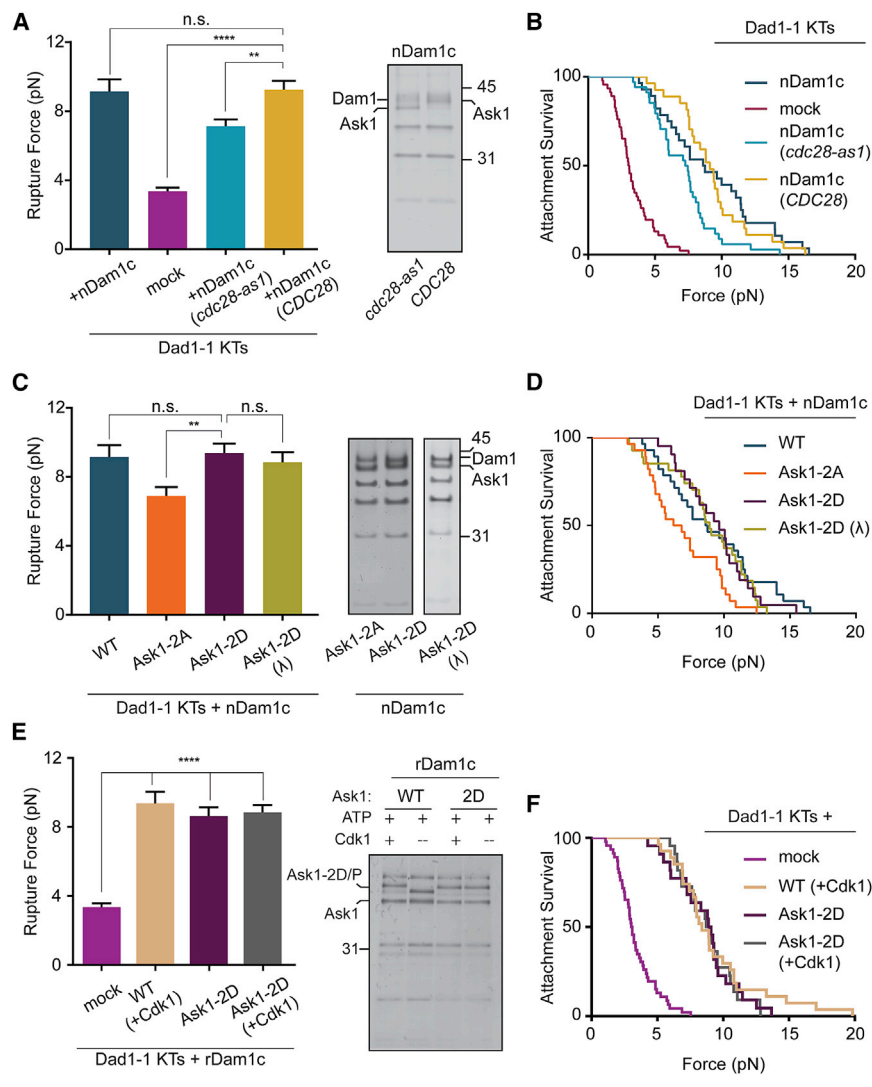 A
n.s.
****
**
Rupture Force (pN)
12
8
4
0
+nDam1c
mock
+nDam1c
(cdc28-as1)
+nDam1c
(CDC28)
Dad1-1 KTs
nDam1c
Dam1
Ask1
45
Ask1
31
cdc28-as1
CDC28
B
Dad1-1 KTs
nDam1c
mock
nDam1c
(cdc28-as1)
nDam1c
(CDC28)
Attachment Survival
100
50
0
0 5 10 15 20
Force (pN)
C
n.s.
n.s.
**
Rupture Force (pN)
12
8
4
0
WT
Ask1-2A
Ask1-2D
Ask1-2D
(λ)
Dad1-1 KTs + nDam1c
45
Dam1
Ask1
31
Ask1-2A
Ask1-2D
Ask1-2D
(λ)
nDam1c
D
Dad1-1 KTs + nDam1c
WT
Ask1-2A
Ask1-2D
Ask1-2D (λ)
Attachment Survival
100
50
0
0 5 10 15 20
Force (pN)
E
****
Rupture Force (pN)
12
8
4
0
mock
WT
(+Cdk1)
Ask1-2D
Ask1-2D
(+Cdk1)
Dad1-1 KTs + rDam1c
rDam1c
Ask1: WT 2D
ATP + + + +
Cdk1 + -- + --
Ask1-2D/P
Ask1
31
F
Dad1-1 KTs +
mock
WT (+Cdk1)
Ask1-2D
Ask1-2D
(+Cdk1)
Attachment Survival
100
50
0
0 5 10 15 20
Force (pN)